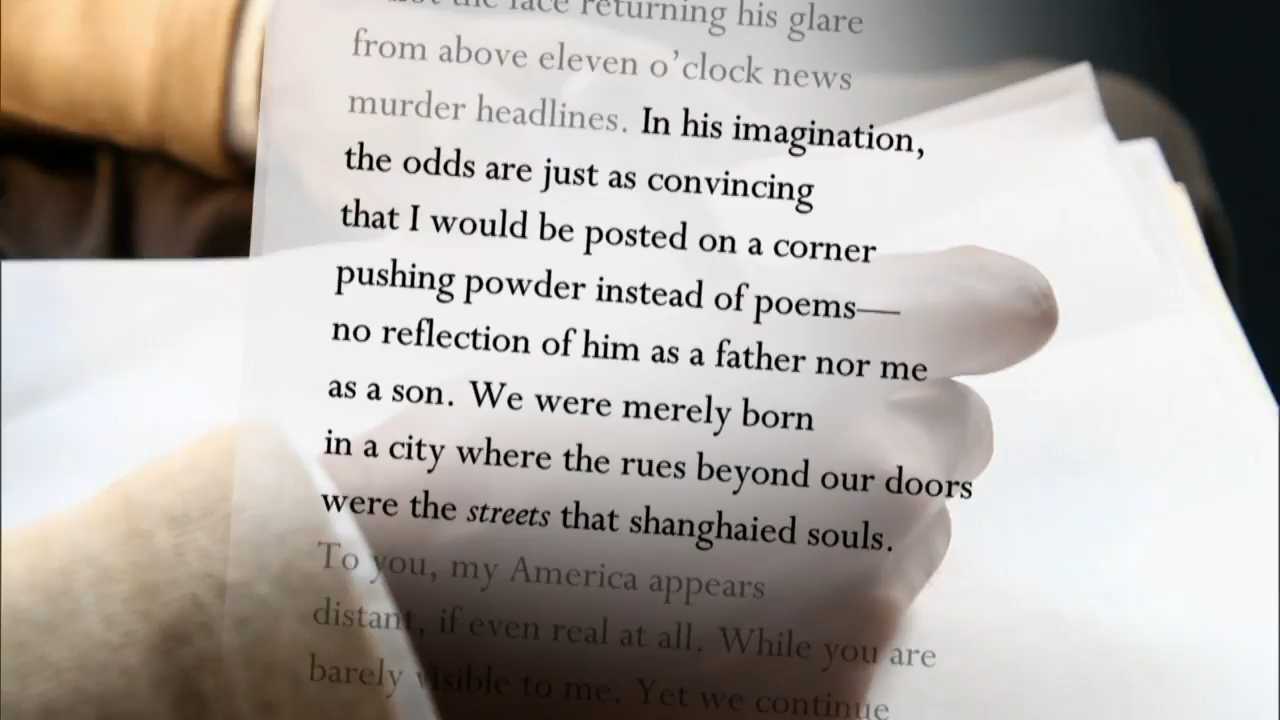 the face returning his glare
from above eleven o’clock news
murder headlines. In his imagination,
the odds are just as convincing
that I would be posted on a corner
pushing powder instead of poems—
no reflection of him as a father nor me
as a son. We were merely born
in a city where the rues beyond our doors
were the streets that shanghaied souls.
To you, my America appears
distant, if even real at all. While you are
barely visible to me. Yet we continue